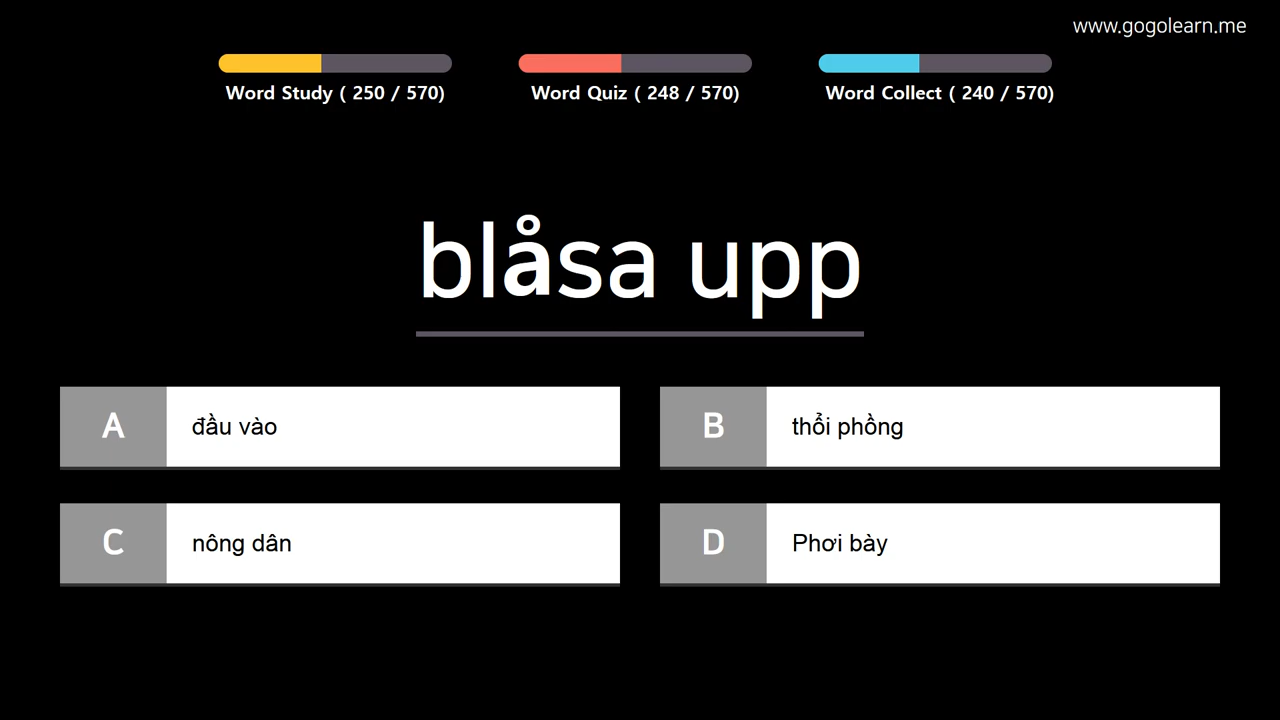 www.gogolearn.me
Word Study ( 250 / 570)
Word Quiz ( 248 / 570)
Word Collect ( 240 / 570)
blåsa upp
A
đầu vào
B
thổi phồng
C
nông dân
D
Phơi bày